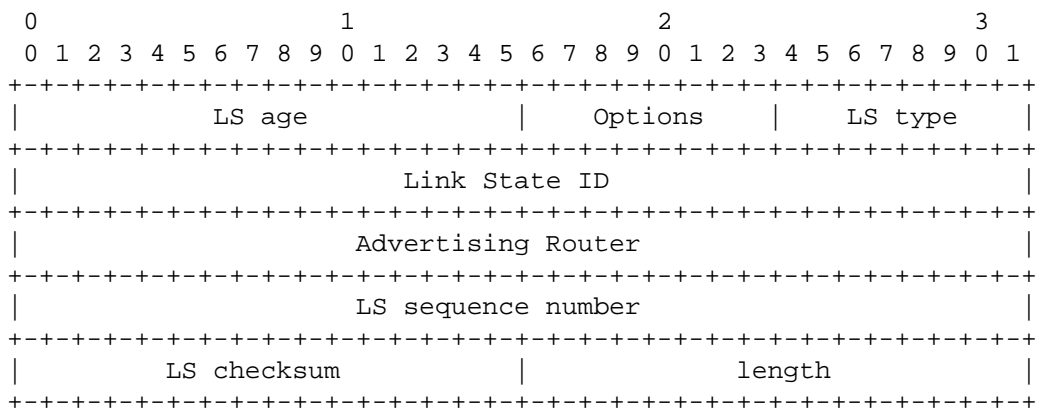 0                   1                   2                   3
0 1 2 3 4 5 6 7 8 9 0 1 2 3 4 5 6 7 8 9 0 1 2 3 4 5 6 7 8 9 0 1
+-+-+-+-+-+-+-+-+-+-+-+-+-+-+-+-+-+-+-+-+-+-+-+-+-+-+-+-+-+-+-+-+
|            LS age             |    Options    |    LS type    |
+-+-+-+-+-+-+-+-+-+-+-+-+-+-+-+-+-+-+-+-+-+-+-+-+-+-+-+-+-+-+-+-+
|                        Link State ID                          |
+-+-+-+-+-+-+-+-+-+-+-+-+-+-+-+-+-+-+-+-+-+-+-+-+-+-+-+-+-+-+-+-+
|                     Advertising Router                        |
+-+-+-+-+-+-+-+-+-+-+-+-+-+-+-+-+-+-+-+-+-+-+-+-+-+-+-+-+-+-+-+-+
|                     LS sequence number                        |
+-+-+-+-+-+-+-+-+-+-+-+-+-+-+-+-+-+-+-+-+-+-+-+-+-+-+-+-+-+-+-+-+
|         LS checksum           |             length            |
+-+-+-+-+-+-+-+-+-+-+-+-+-+-+-+-+-+-+-+-+-+-+-+-+-+-+-+-+-+-+-+-+